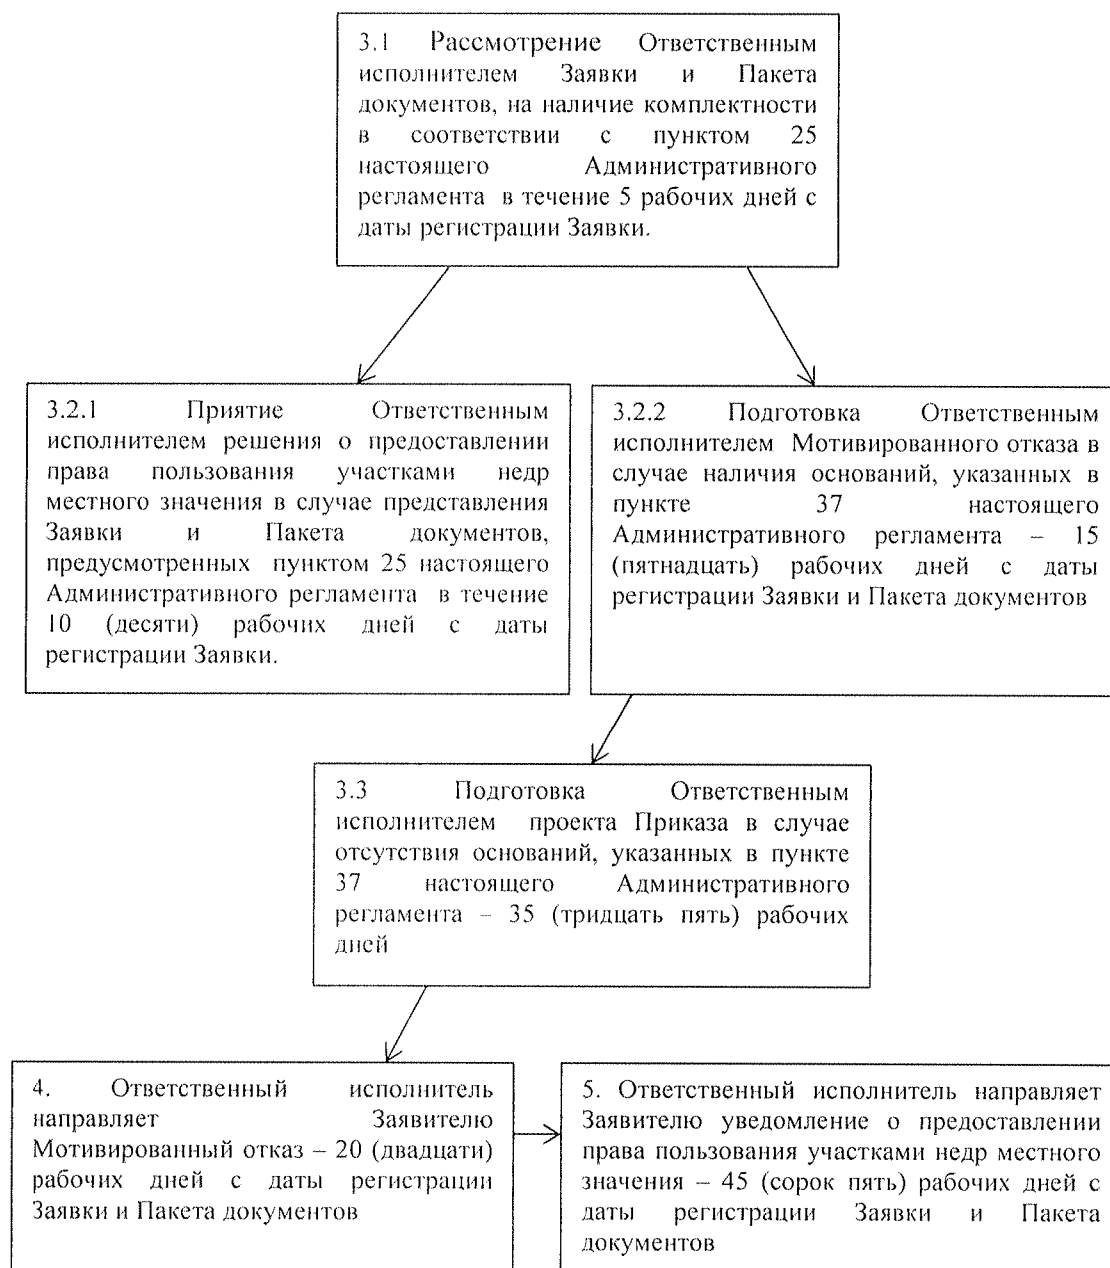 3.1 Рассмотрение Ответственным
исполнителем Заявки и Пакета
документов, на наличие комплектности
в соответствии с пунктом 25
настоящего Административного
регламента в течение 5 рабочих дней с
даты регистрации Заявки.
3.2.1 Приятие Ответственным
исполнителем решения о предоставлении
права пользования участками недр
местного значения в случае представления
Заявки и Пакета документов,
предусмотренных пунктом 25 настоящего
Административного регламента в течение
10 (десяти) рабочих дней с даты
регистрации Заявки.
3.2.2 Подготовка Ответственным
исполнителем Мотивированного отказа в
случае наличия оснований, указанных в
пункте 37 настоящего
Административного регламента – 15
(пятнадцать) рабочих дней с даты
регистрации Заявки и Пакета документов
3.3 Подготовка Ответственным
исполнителем проекта Приказа в случае
отсутствия оснований, указанных в пункте
37 настоящего Административного
регламента – 35 (тридцать пять) рабочих
дней
4. Ответственный исполнитель
направляет Заявителю
Мотивированный отказ – 20 (двадцати)
рабочих дней с даты регистрации
Заявки и Пакета документов
5. Ответственный исполнитель направляет
Заявителю уведомление о предоставлении
права пользования участками недр местного
значения – 45 (сорок пять) рабочих дней с
даты регистрации Заявки и Пакета
документов